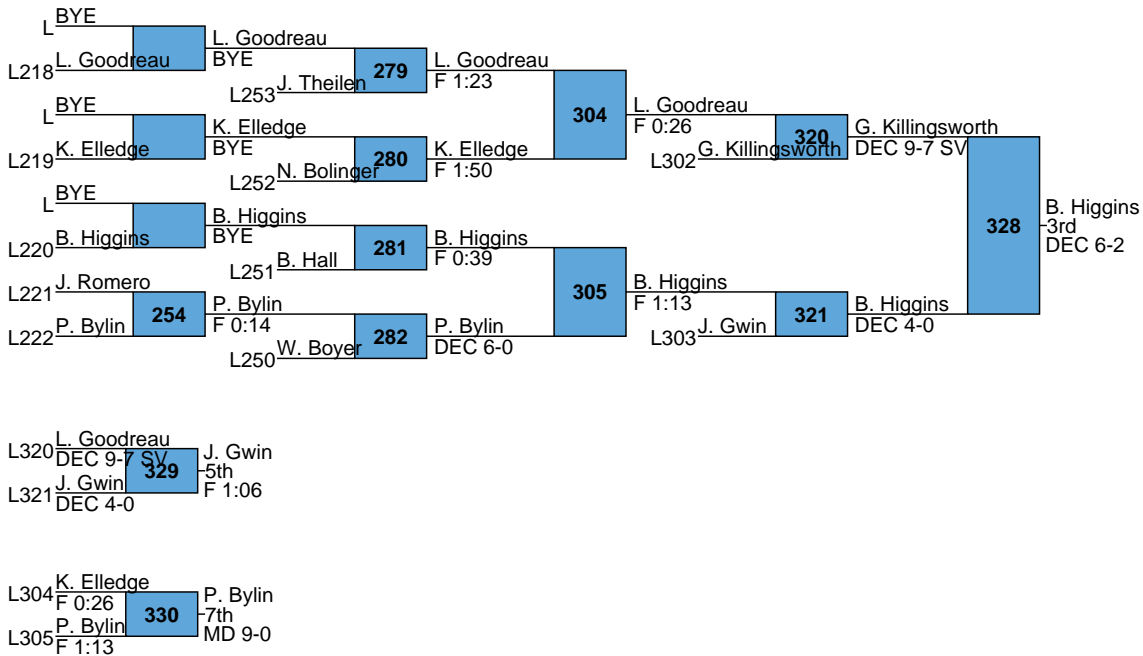 L BYE
L218 L. Goodreau
L. Goodreau
BYE
L253 J. Theilen
279
L. Goodreau
F 1:23
L BYE
L219 K. Elledge
K. Elledge
BYE
L252 N. Bolinger
280
K. Elledge
F 1:50
304
L. Goodreau
F 0:26
L302 G. Killingsworth
320
G. Killingsworth
DEC 9-7 SV
L BYE
L220 B. Higgins
B. Higgins
BYE
L251 B. Hall
281
B. Higgins
F 0:39
L221 J. Romero
L222 P. Bylin
254
P. Bylin
F 0:14
L250 W. Boyer
282
P. Bylin
DEC 6-0
305
B. Higgins
F 1:13
L303 J. Gwin
321
B. Higgins
DEC 4-0
328
B. Higgins
3rd
DEC 6-2
L320 L. Goodreau
DEC 9-7 SV
L321 J. Gwin
DEC 4-0
329
J. Gwin
5th
F 1:06
L304 K. Elledge
F 0:26
L305 P. Bylin
F 1:13
330
P. Bylin
7th
MD 9-0